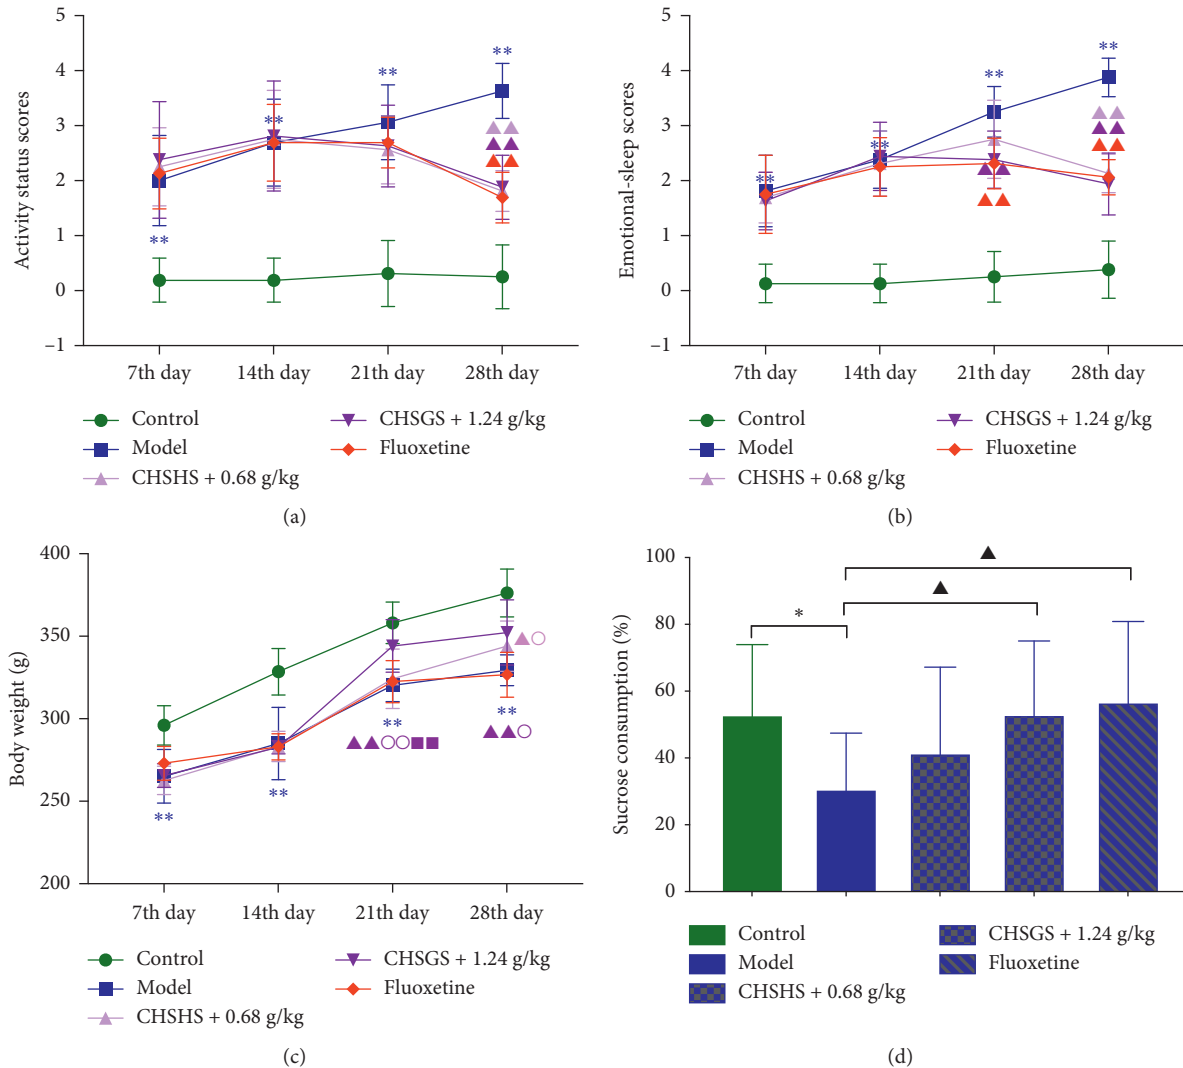 5
4
3
2
1
0
–1
Activity status scores
**
**
**
**
7th day 14th day 21th day 28th day
Control
Model
CHSHS + 0.68 g/kg
CHSGS + 1.24 g/kg
Fluoxetine
(a)
5
4
3
2
1
0
–1
Emotional-sleep scores
**
**
**
**
7th day 14th day 21th day 28th day
Control
Model
CHSHS + 0.68 g/kg
CHSGS + 1.24 g/kg
Fluoxetine
(b)
400
350
300
250
200
Body weight (g)
**
**
**
**
7th day 14th day 21th day 28th day
Control
Model
CHSHS + 0.68 g/kg
CHSGS + 1.24 g/kg
Fluoxetine
(c)
100
80
60
40
20
0
Sucrose consumption (%)
*
Control
Model
CHSHS + 0.68 g/kg
CHSGS + 1.24 g/kg
Fluoxetine
(d)